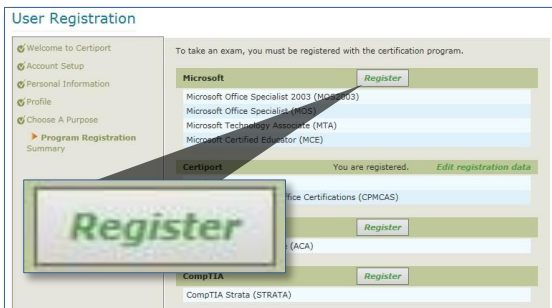 User Registration
Welcome to Certiport
Account Setup
Personal Information
Profile
Choose A Purpose
Program Registration
Summary
To take an exam, you must be registered with the certification program.
Microsoft Register
Microsoft Office Specialist 2003 (MOS2003)
Microsoft Office Specialist (MOS)
Microsoft Technology Associate (MTA)
Microsoft Certified Educator (MCE)
Certiport You are registered. Edit registration data
Office Certifications (CPMCAS)
Register
Register
(ACA)
CompTIA Register
CompTIA Strata (STRATA)